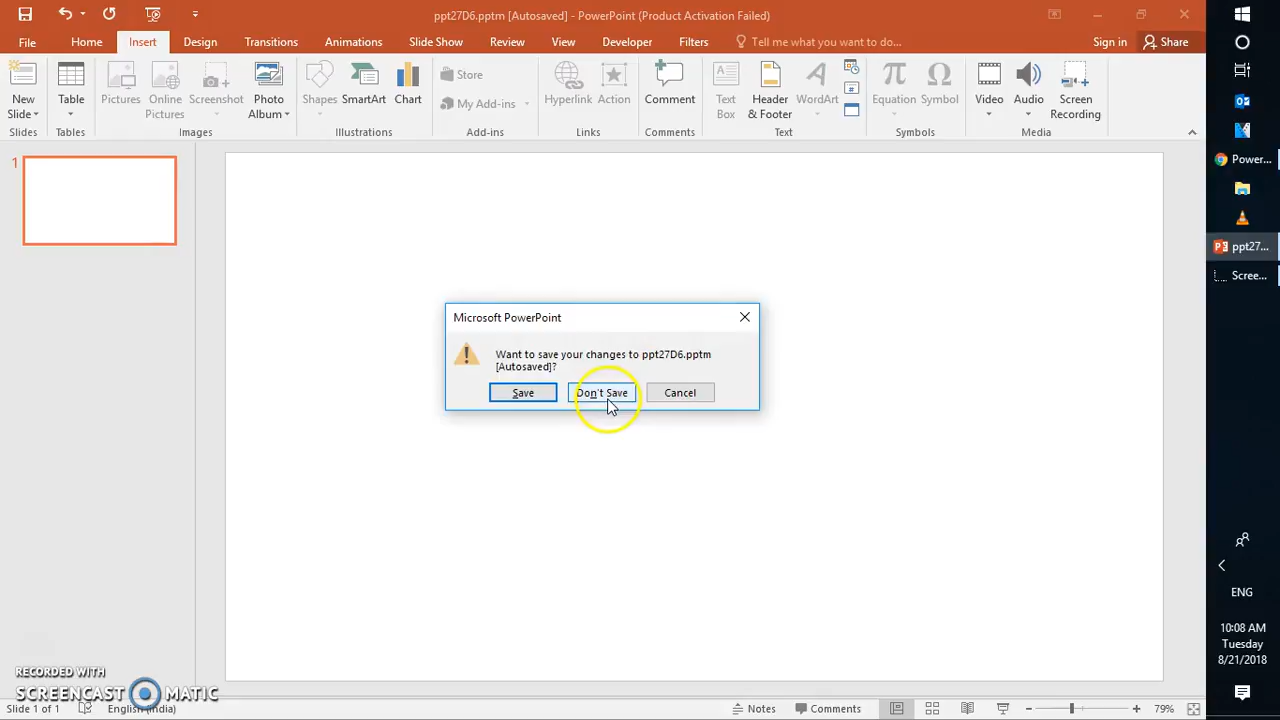 ppt27D6.pptm [Autosaved] - PowerPoint (Product Activation Failed)
File Home Insert Design Transitions Animations Slide Show Review View Developer Filters Tell me what you want to do... Sign in Share
New Slide
Table
Pictures
Online Pictures
Screenshot
Photo Album
Shapes
SmartArt
Chart
Store
My Add-ins
Hyperlink
Action
Comment
Text Box
Header & Footer
WordArt
Equation
Symbol
Video
Audio
Screen Recording
Slides Tables Images Illustrations Add-ins Links Comments Text Symbols Media
1
Microsoft PowerPoint
Want to save your changes to ppt27D6.pptm
[Autosaved]?
Save Don't Save Cancel
Power...
ppt27...
Scree...
ENG
10:08 AM
Tuesday
8/21/2018
RECORDED WITH
SCREENCAST MATIC
Slide 1 of 1 English (India) Notes Comments 79%